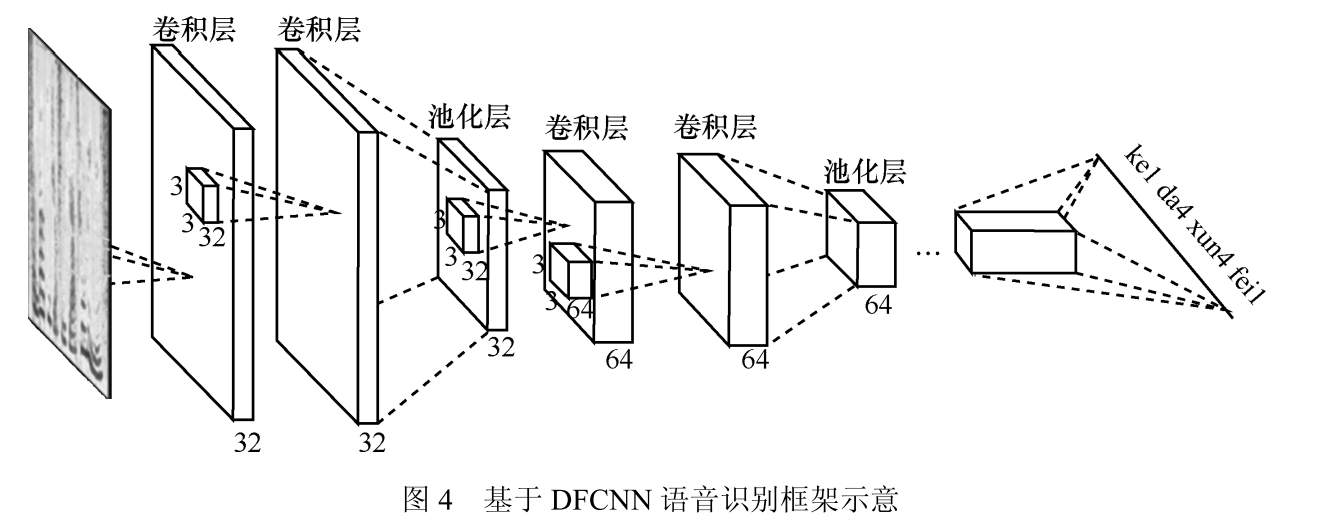 卷积层 卷积层
池化层 卷积层 卷积层 池化层
3 3 32
3 3 32
3 3 64
32 32 32 64 64 64
...
ke1 da4 xun4 fei1
图 4 基于 DFCNN 语音识别框架示意